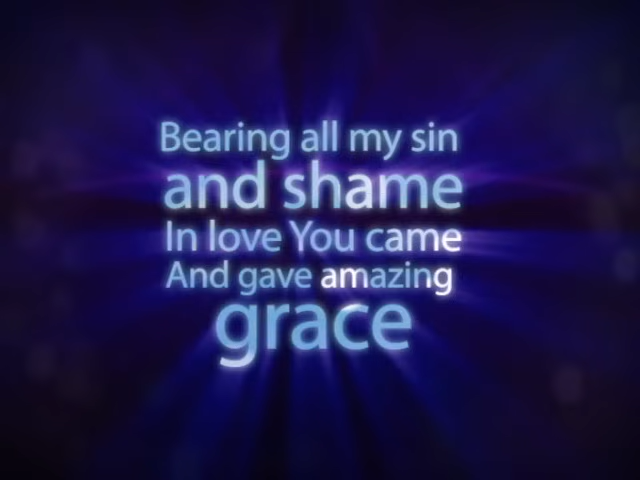 Bearing all my sin
and shame
In love You came
And gave amazing
grace